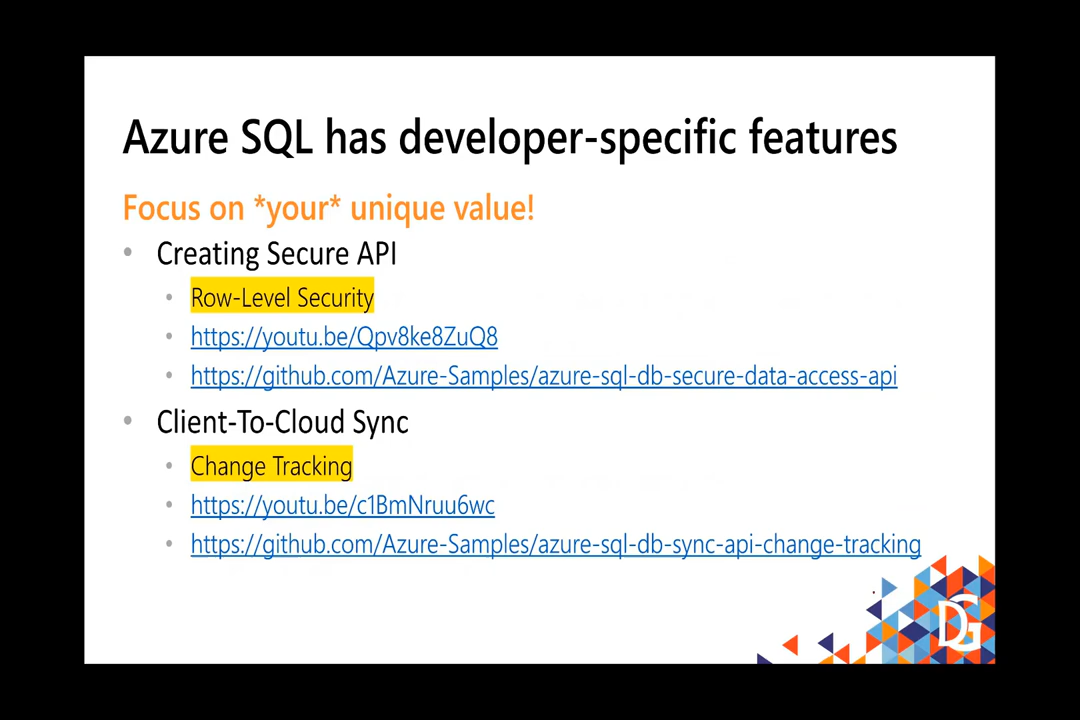 Azure SQL has developer-specific features
Focus on *your* unique value!
• Creating Secure API
• Row-Level Security
• https://youtu.be/Qpv8ke8ZuQ8
• https://github.com/Azure-Samples/azure-sql-db-secure-data-access-api
• Client-To-Cloud Sync
• Change Tracking
• https://youtu.be/c1BmNruu6wc
• https://github.com/Azure-Samples/azure-sql-db-sync-api-change-tracking
DG